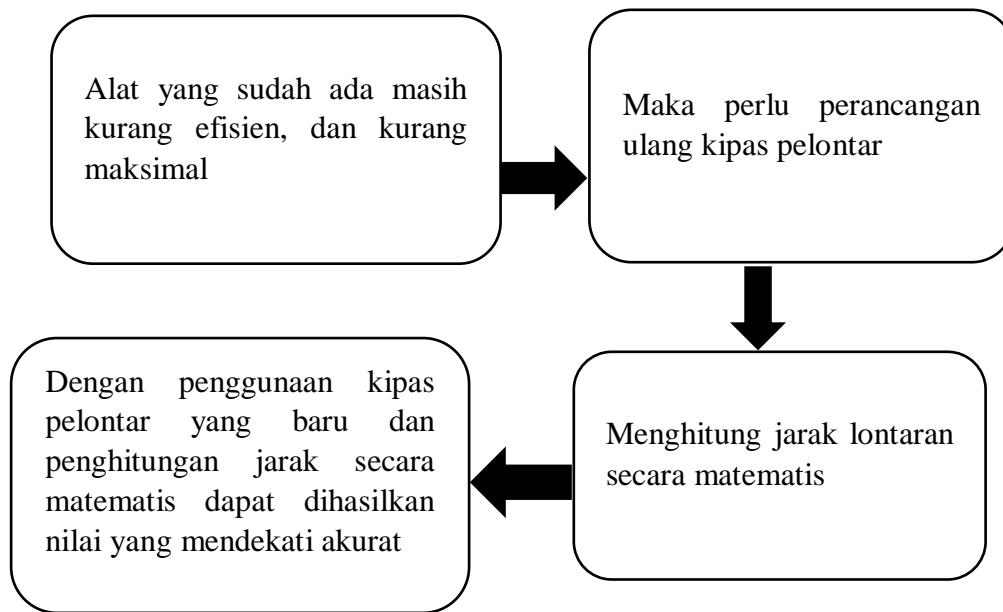 Alat yang sudah ada masih
kurang efisien, dan kurang
maksimal
Maka perlu perancangan
ulang kipas pelontar
Menghitung jarak lontaran
secara matematis
Dengan penggunaan kipas
pelontar yang baru dan
penghitungan jarak secara
matematis dapat dihasilkan
nilai yang mendekati akurat